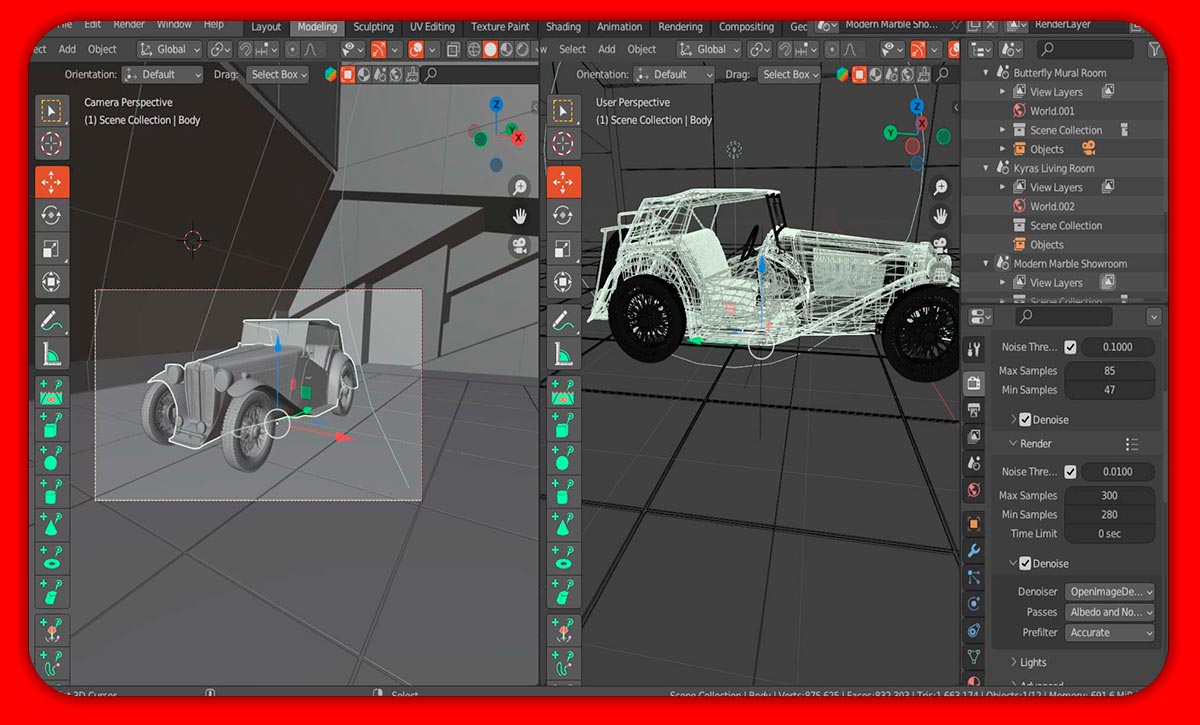 File Edit Render Window Help Layout Modeling Sculpting UV Editing Texture Paint Shading Animation Rendering Compositing Modern Marble Sho... RenderLayer
Add Object Global Select Add Object Global
Orientation: Default Drag: Select Box Orientation: Default Drag: Select Box
Camera Perspective
(1) Scene Collection | Body
Z
Y
X
User Perspective
(1) Scene Collection | Body
Z
X
Y
Butterfly Mural Room
View Layers
World.001
Scene Collection
Objects
Kyras Living Room
View Layers
World.002
Scene Collection
Objects
Modern Marble Showroom
View Layers
Scene Collection
Noise Thre... 0.1000
Max Samples 85
Min Samples 47
Denoise
Render
Noise Thre... 0.0100
Max Samples 300
Min Samples 280
Time Limit 0 sec
Denoise
Denoiser OpenImageDe...
Passes Albedo and No...
Prefilter Accurate
Lights
Advanced
3D Cursor Select Scene Collection | Body | Verts:875,625 | Faces:832,303 | Tris:1,663,174 | Objects:1/12 | Memory: 691.6 MiB